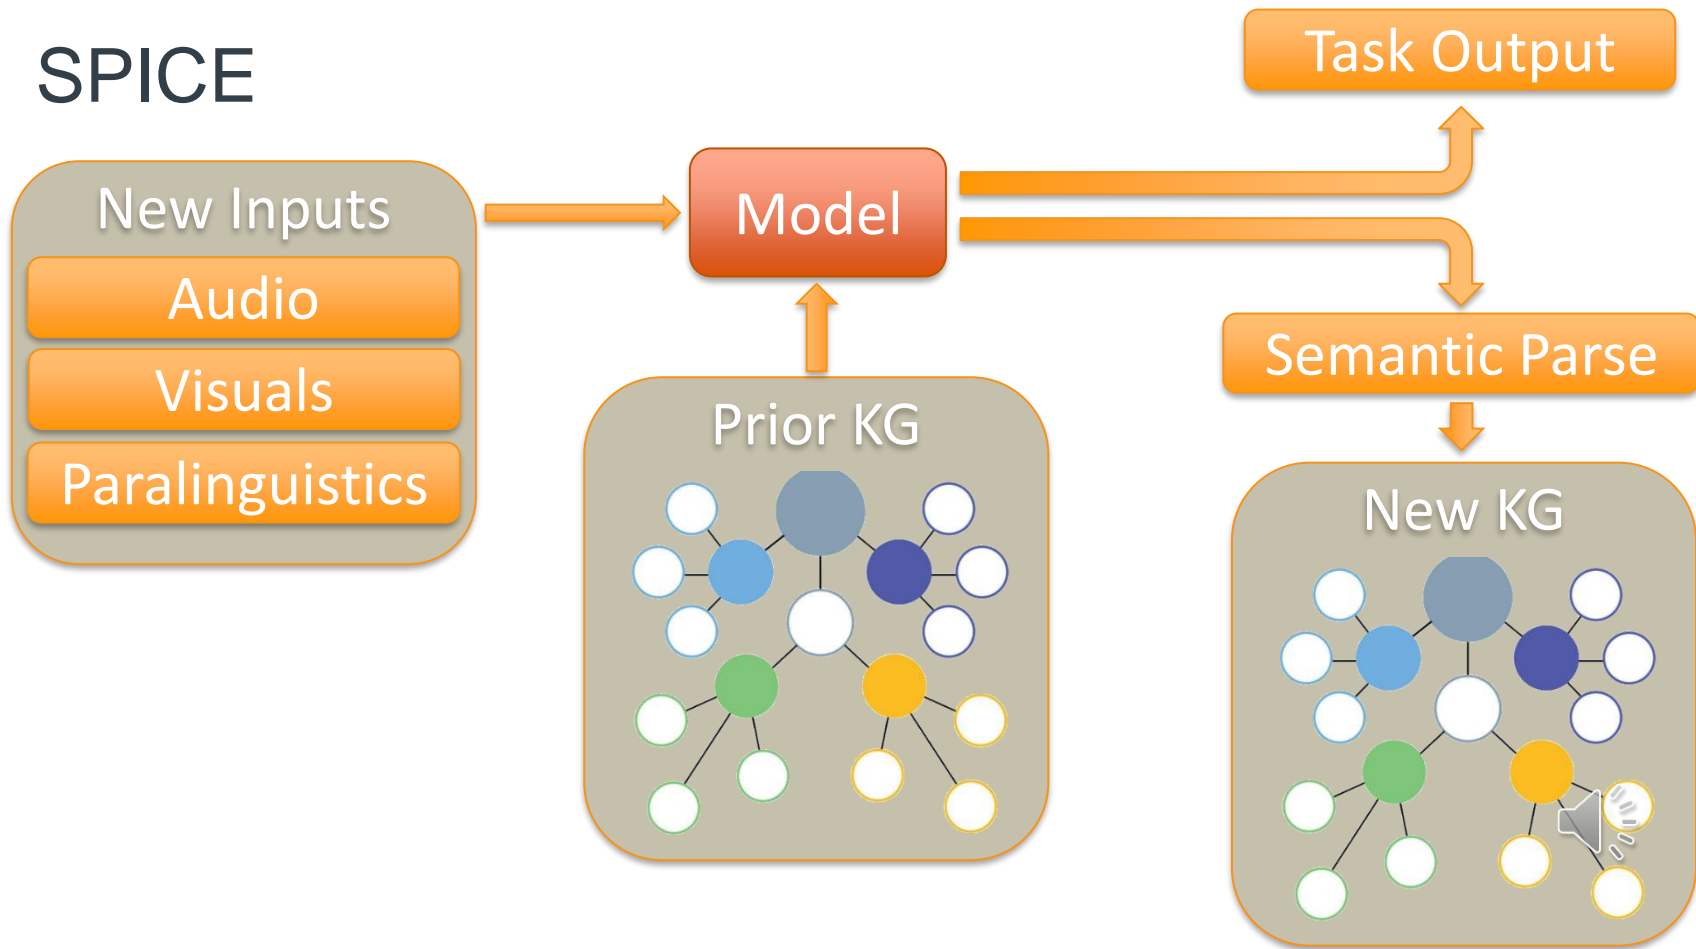 SPICE
Task Output
New Inputs
Audio
Visuals
Paralinguistics
Model
Semantic Parse
Prior KG
New KG